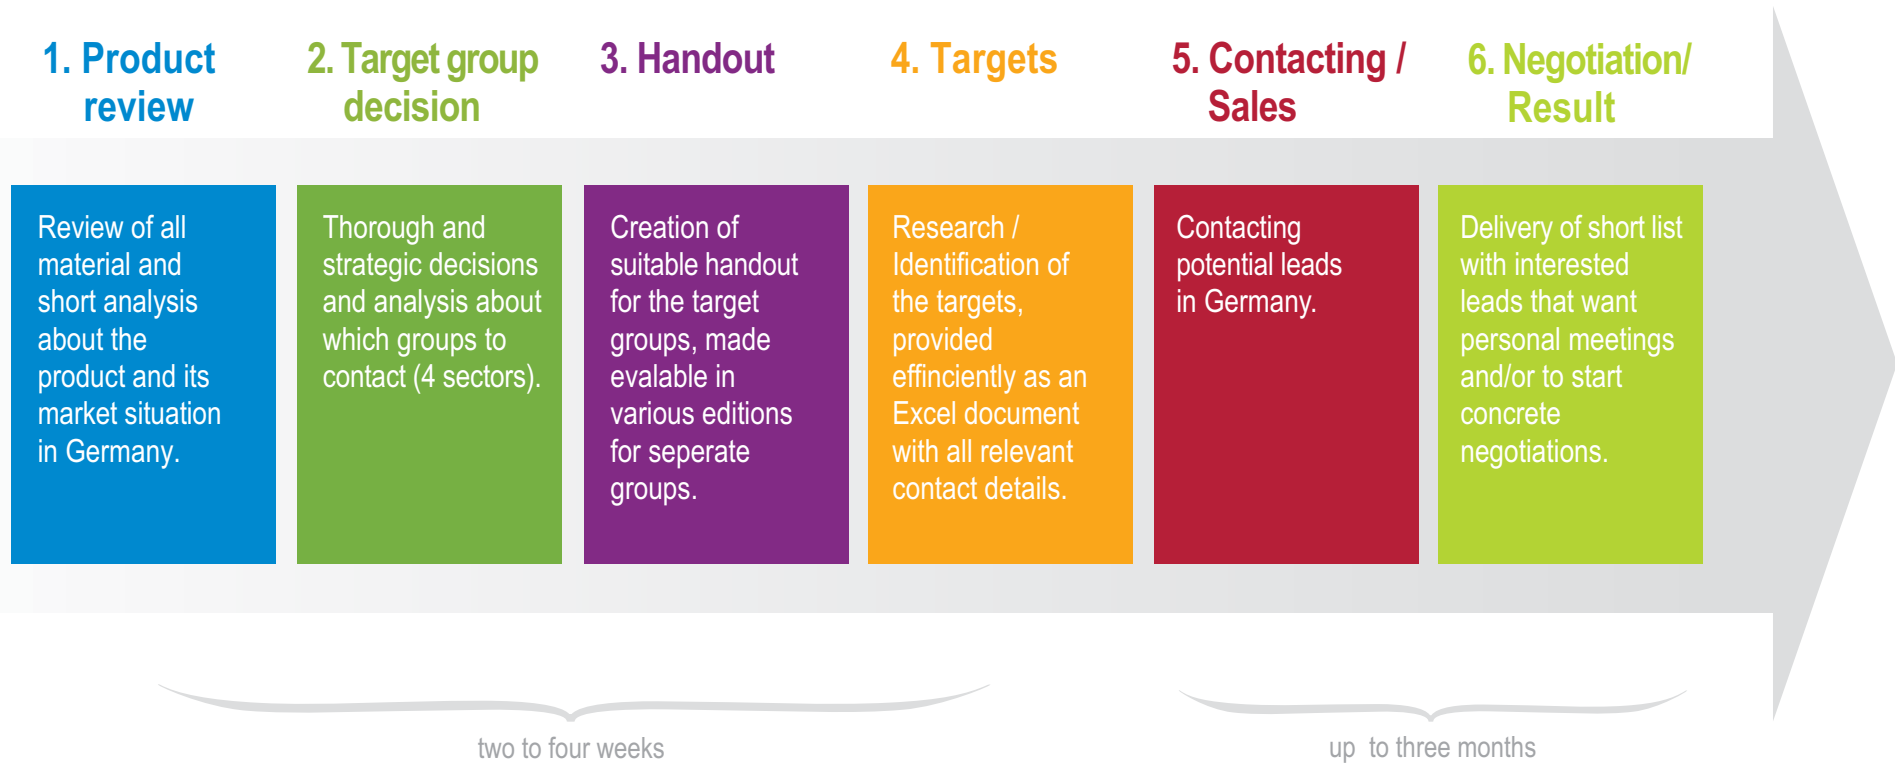 1. Product
review
2. Target group
decision
3. Handout
4. Targets
5. Contacting /
Sales
6. Negotiation/
Result
Review of all
material and
short analysis
about the
product and its
market situation
in Germany.
Thorough and
strategic decisions
and analysis about
which groups to
contact (4 sectors).
Creation of
suitable handout
for the target
groups, made
evalable in
various editions
for seperate
groups.
Research /
Identification of
the targets,
provided
effinciently as an
Excel document
with all relevant
contact details.
Contacting
potential leads
in Germany.
Delivery of short list
with interested
leads that want
personal meetings
and/or to start
concrete
negotiations.
two to four weeks
up to three months